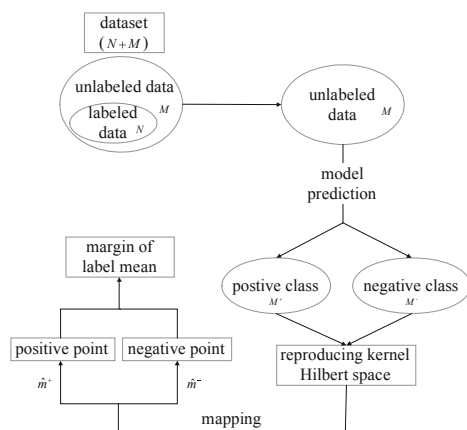 dataset
(N+M)
unlabeled data
M
labeled
data N
unlabeled
data M
model
prediction
margin of
label mean
postive class
M⁺
negative class
M⁻
positive point
negative point
reproducing kernel
Hilbert space
m̂⁺
m̂⁻
mapping